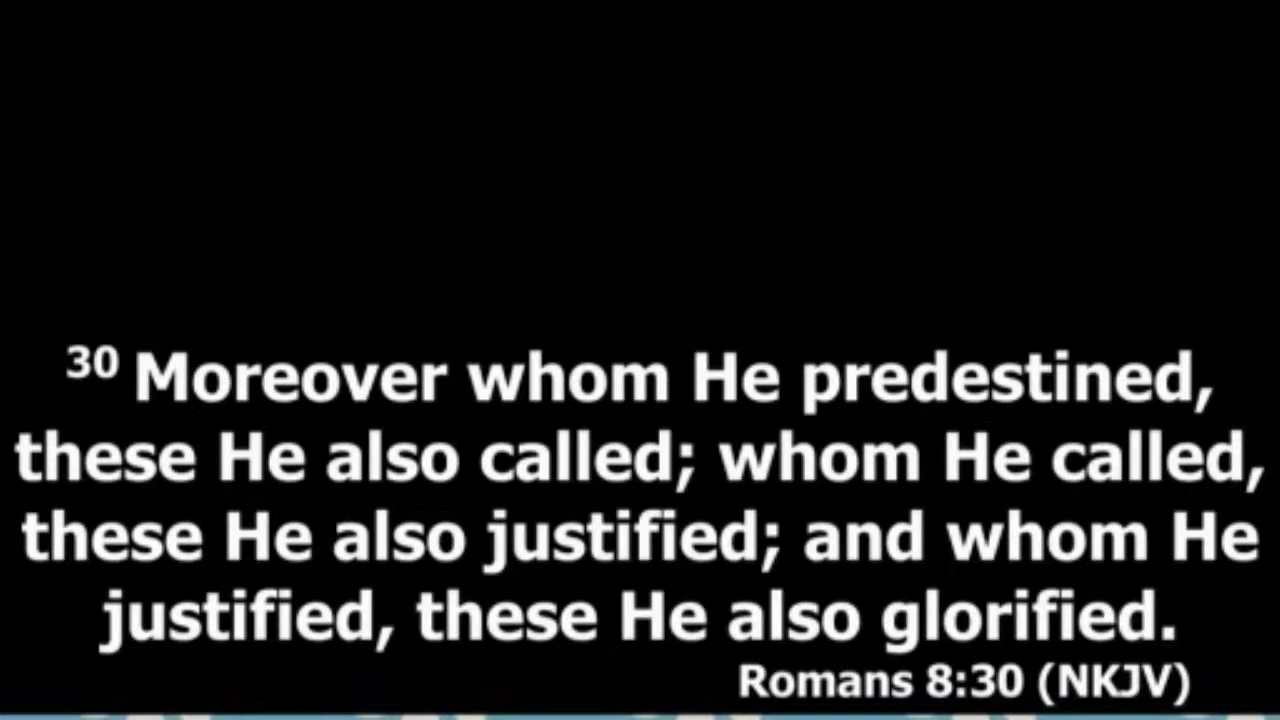 30 Moreover whom He predestined,
these He also called; whom He called,
these He also justified; and whom He
justified, these He also glorified.
Romans 8:30 (NKJV)